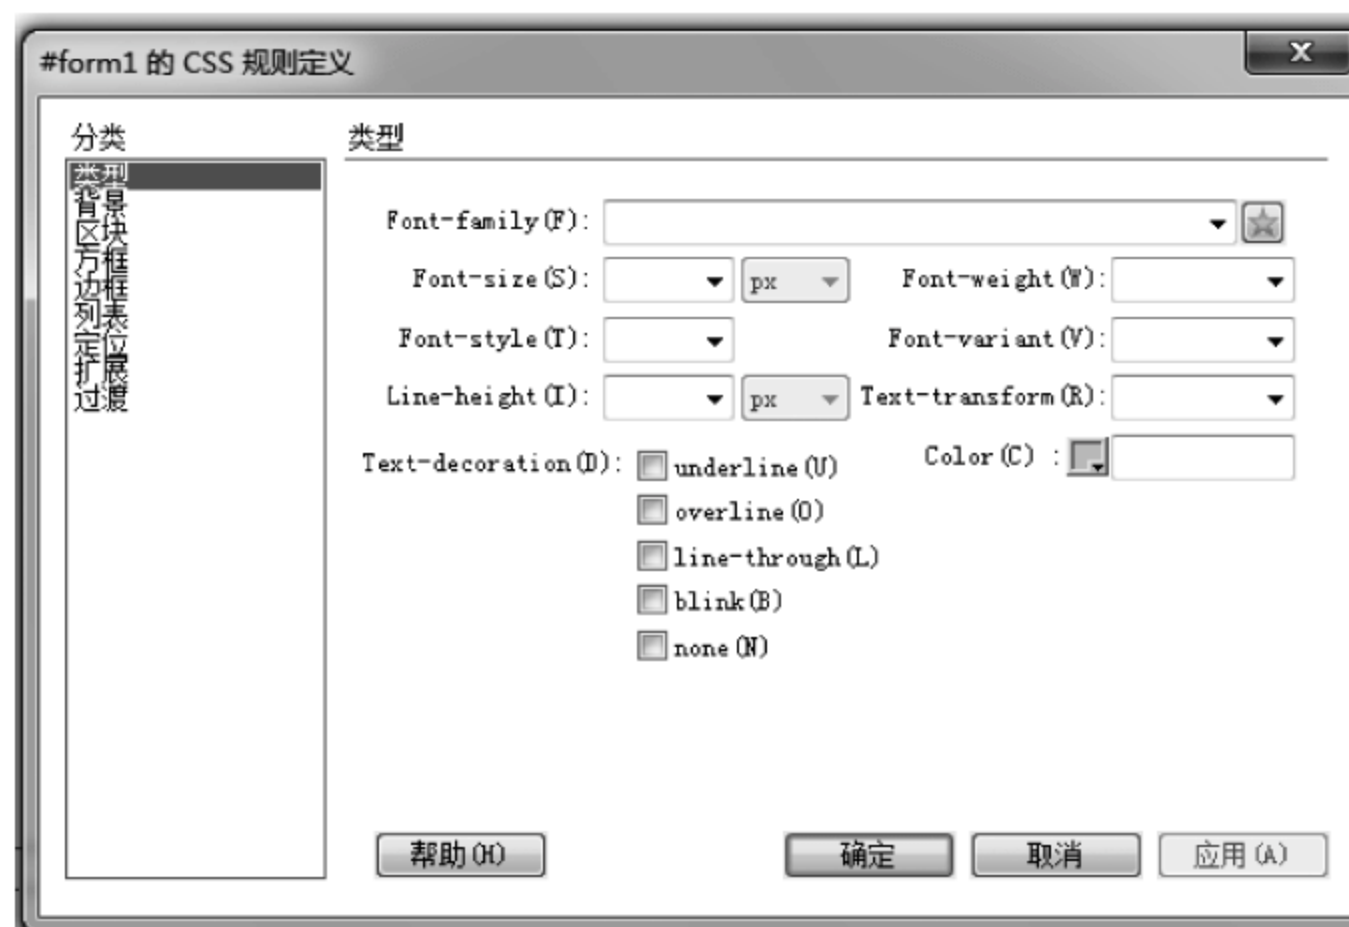 #form1 的 CSS 规则定义
X
分类
类型
背景
区块
方框
边框
列表
定位
扩展
过渡
类型
Font-family(F):
Font-size(S): px Font-weight(W):
Font-style(T): Font-variant(V):
Line-height(I): px Text-transform(R):
Text-decoration(D): underline(U) Color(C) :
overline(O)
line-through(L)
blink(B)
none(N)
帮助(H) 确定 取消 应用(A)